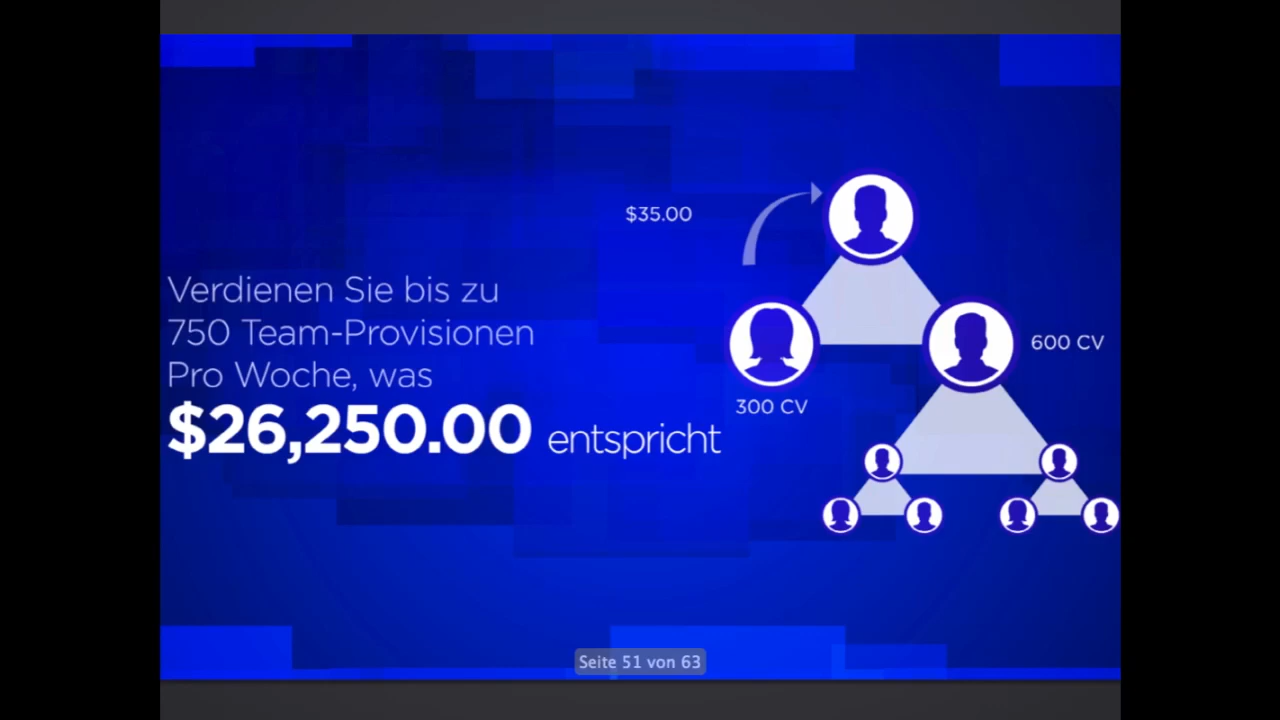 Verdienen Sie bis zu
750 Team-Provisionen
Pro Woche, was
$26,250.00 entspricht
$35.00
600 CV
300 CV
Seite 51 von 63